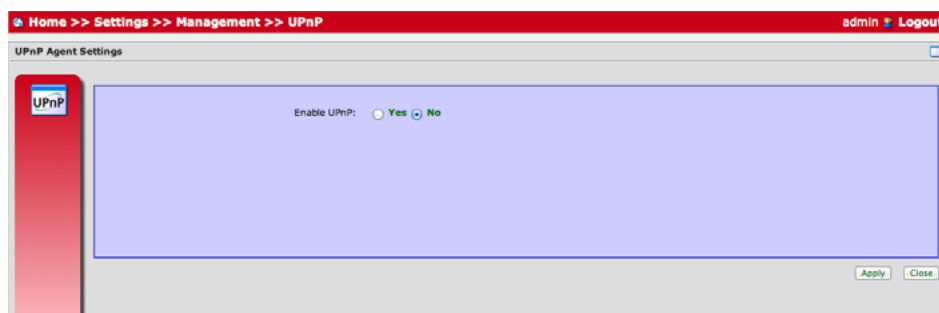 Home >> Settings >> Management >> UPnP admin Logout
UPnP Agent Settings
UPnP
Enable UPnP: Yes No
Apply Close